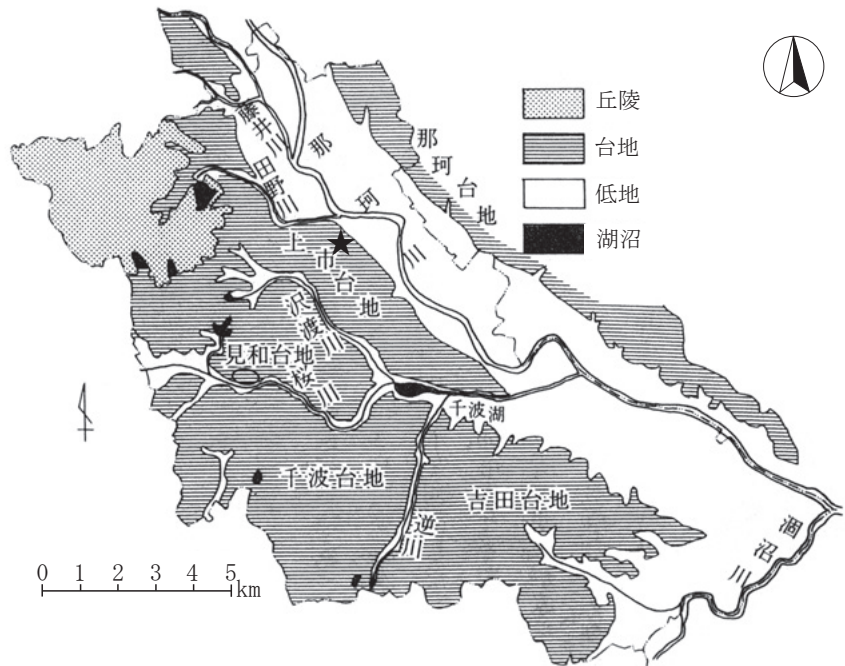 丘陵
台地
低地
湖沼
藤井川
田野川
那珂川
那珂台地
上市台地
沢渡川
見和台地
桜川
千波湖
千波台地
吉田台地
逆川
涸沼川
0 1 2 3 4 5
km